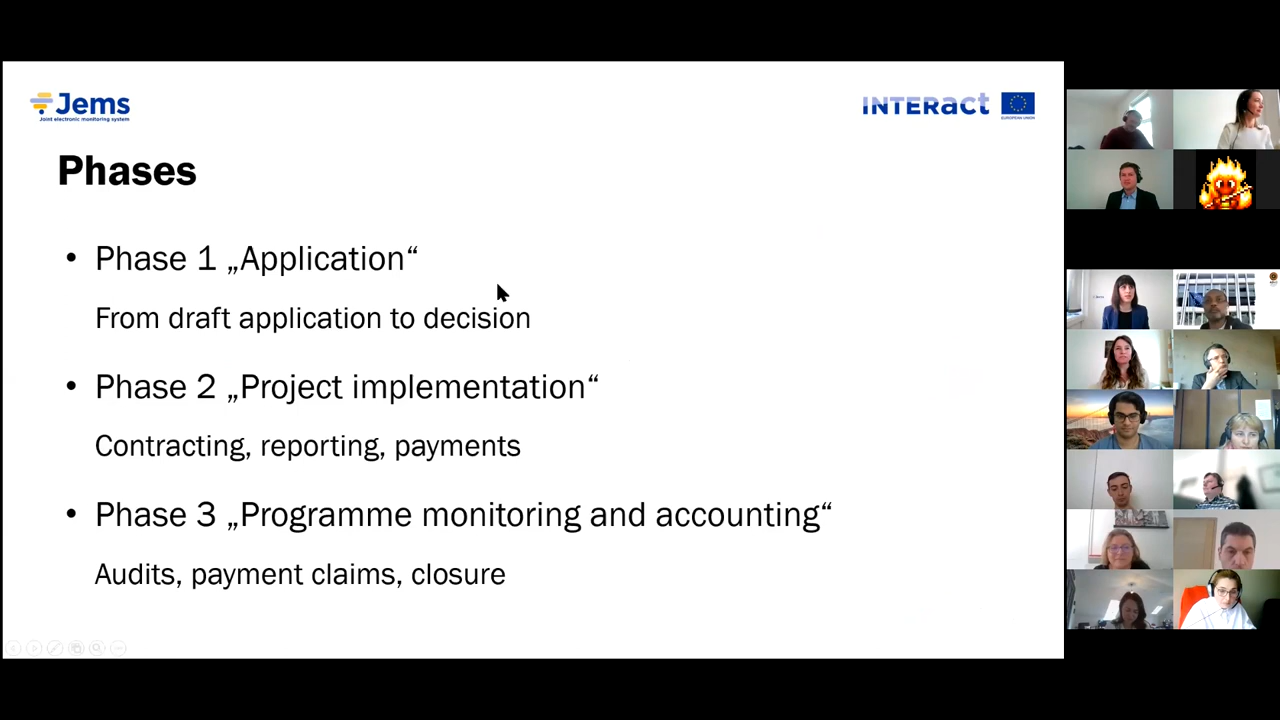 Jems
Joint electronic monitoring system
INTERACT
EUROPEAN UNION
Phases
• Phase 1 „Application“
From draft application to decision
• Phase 2 „Project implementation“
Contracting, reporting, payments
• Phase 3 „Programme monitoring and accounting“
Audits, payment claims, closure